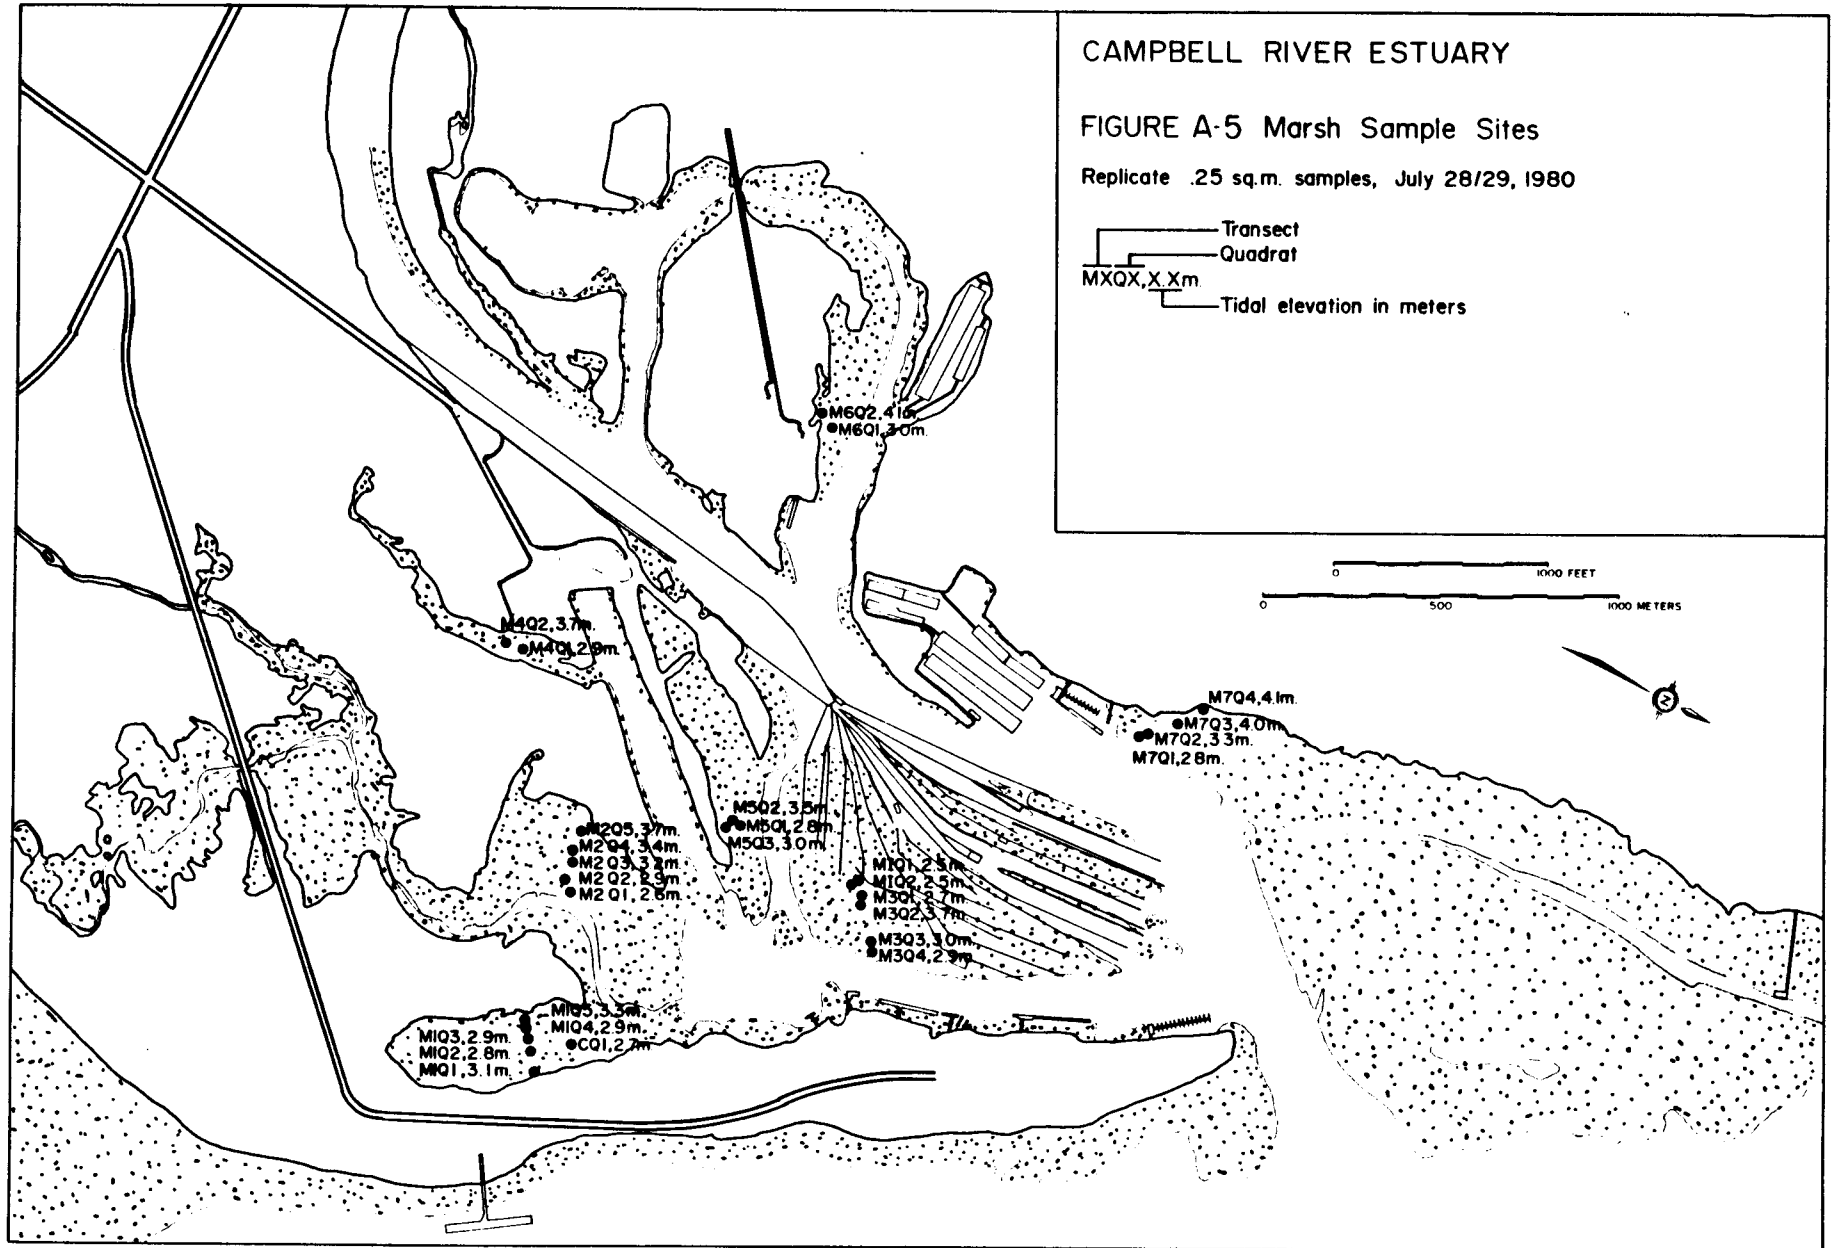 CAMPBELL RIVER ESTUARY
FIGURE A-5 Marsh Sample Sites
Replicate .25 sq.m. samples, July 28/29, 1980
Transect
Quadrat
MXQX,X.Xm.
Tidal elevation in meters
M6Q2,4.1m.
M6Q1,3.0m.
0 1000 FEET
0 500 1000 METERS
N
M4Q2,3.7m.
M4Q1,2.9m.
M7Q4,4.1m.
M7Q3,4.0m.
M7Q2,3.3m.
M7Q1,2.8m.
M5Q2,3.5m.
M5Q1,2.8m.
M5Q3,3.0m.
M2Q5,3.7m.
M2Q4,3.4m.
M2Q3,3.2m.
M2Q2,2.9m.
M2Q1,2.6m.
M1Q2,2.5m.
M3Q1,2.7m.
M3Q2,3.7m.
M3Q3,3.0m.
M3Q4,2.9m.
M1Q5,3.3m.
M1Q4,2.9m.
CQ1,2.7m
M1Q3,2.9m.
M1Q2,2.8m.
M1Q1,3.1m.